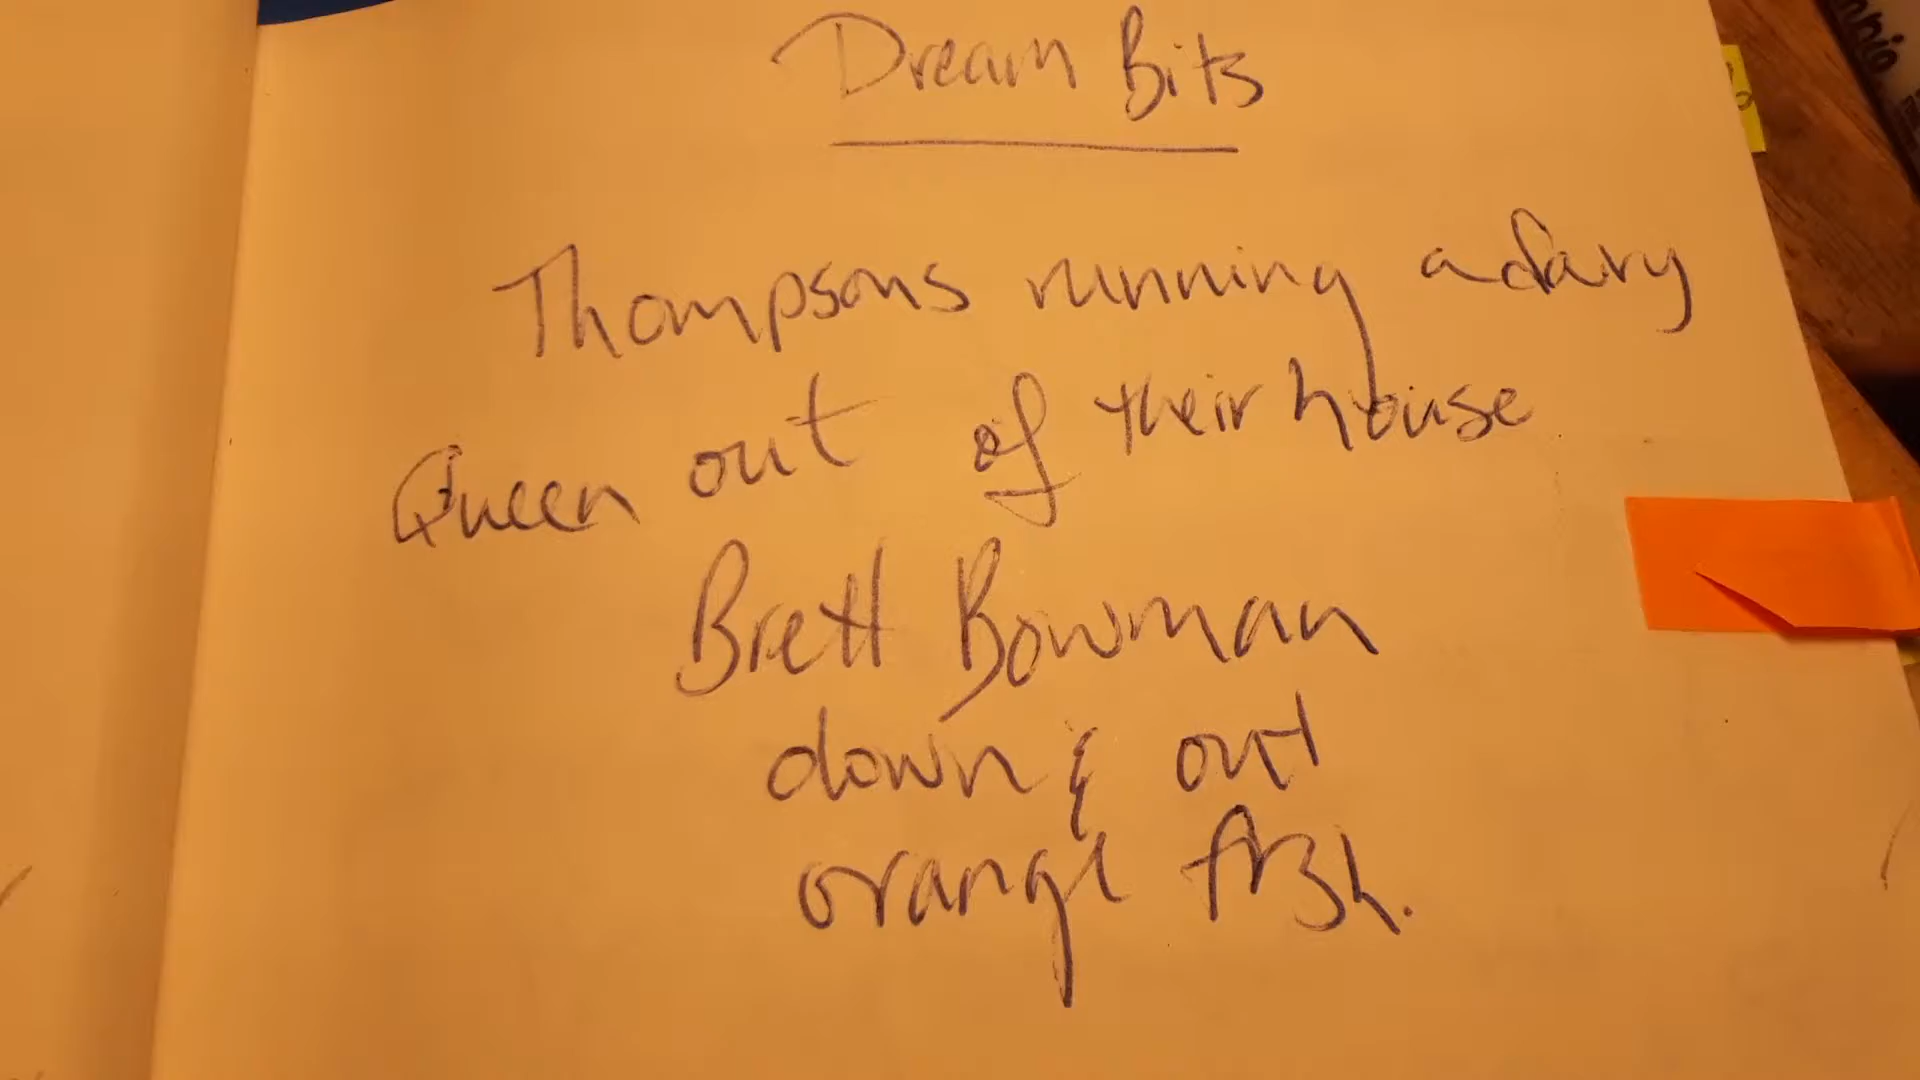 Dream Bits
Thompsons running a dairy
Queen out of their house
Brett Bowman
down & out
orange fish.